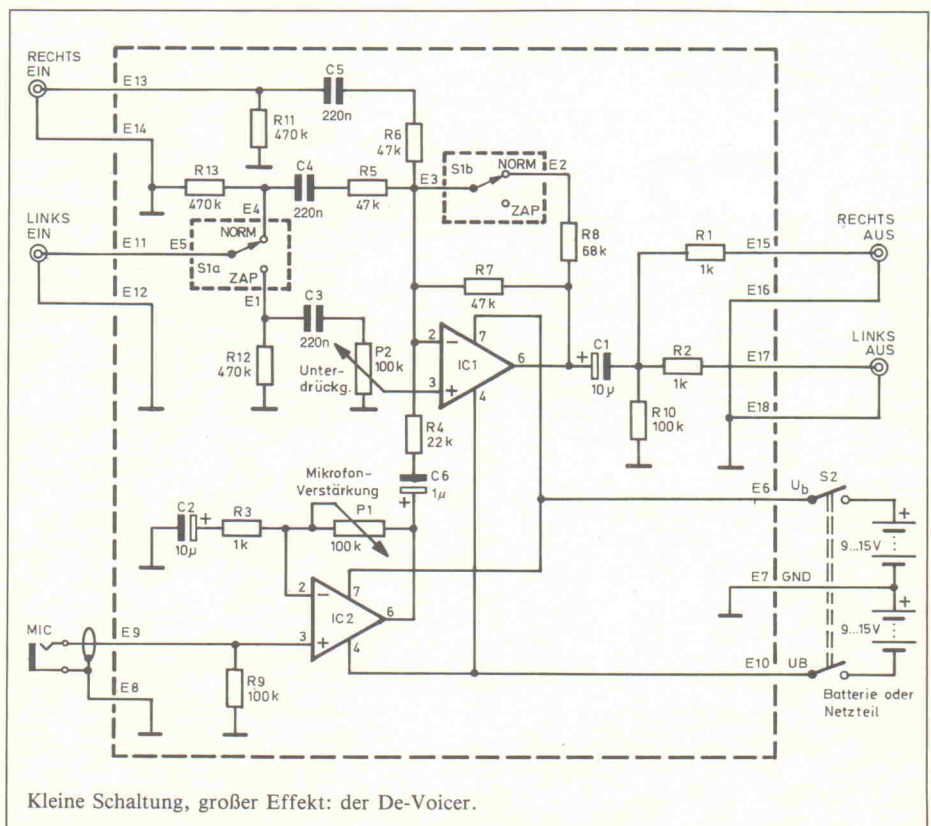 RECHTS
EIN
E13
C5
220n
E14
R11
470k
R6
47k
R13
470k
C4
220n
R5
47k
E3
S1b
NORM
E2
ZAP
E4
LINKS
EIN
E11
E5
NORM
S1a
ZAP
E12
E1
R8
68k
R7
47k
RECHTS
AUS
R1
1k
E15
E16
C3
220n
P2
100k
R12
470k
Unter-
drückg.
2
−
7
IC1
6
3
+
4
+
C1
10µ
R2
1k
E17
LINKS
AUS
E18
R10
100k
R4
22k
C6
1µ
+
Mikrofon-
Verstärkung
P1
100k
C2
+
10µ
R3
1k
2
−
7
IC2
6
3
+
4
E6
Ub
S2
+
9...15V
E7
GND
+
9...15V
E10
UB
Batterie oder
Netzteil
MIC
E9
E8
R9
100k
Kleine Schaltung, großer Effekt: der De-Voicer.